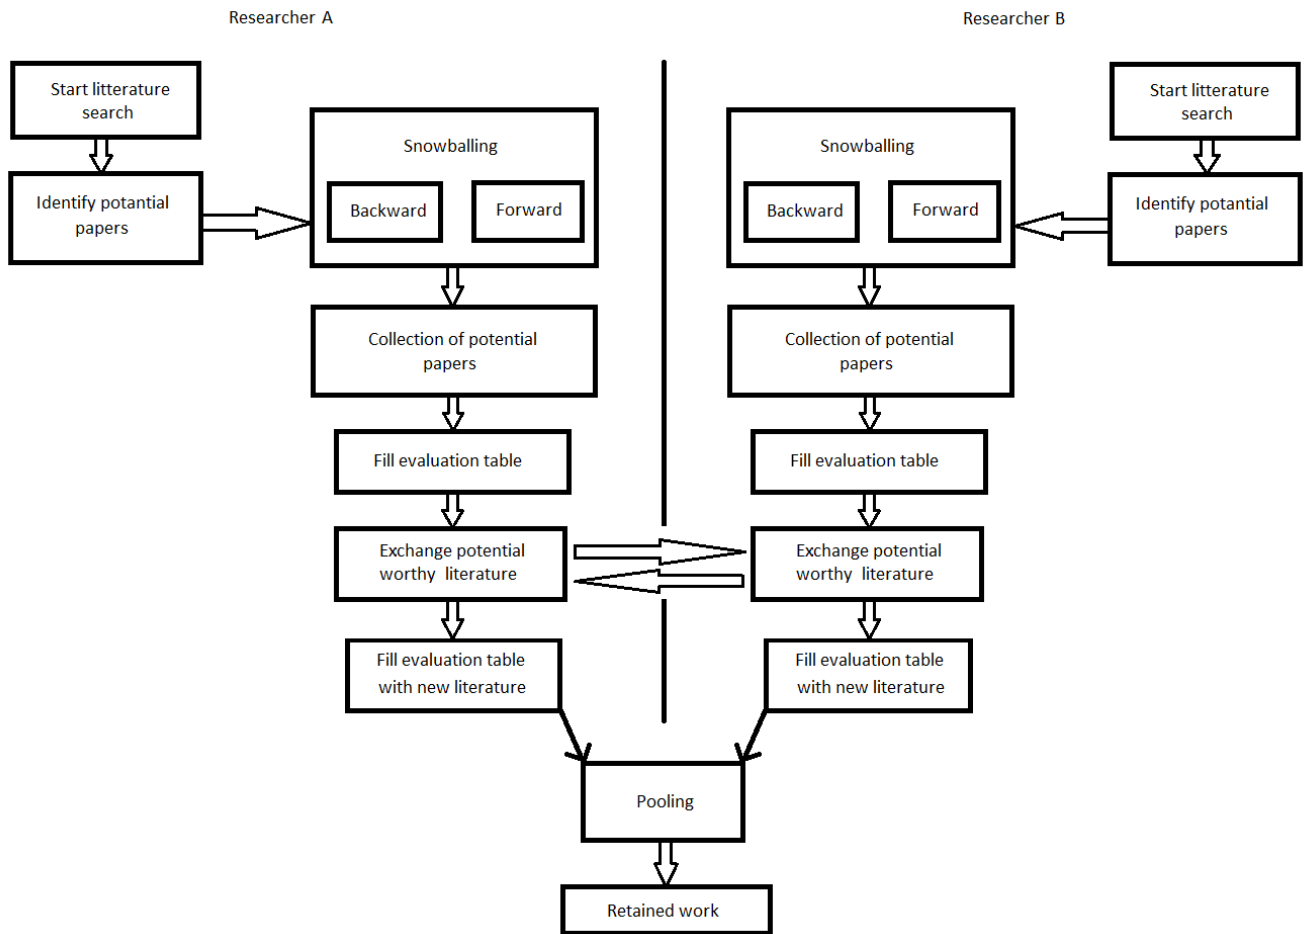 Researcher A
Start litterature
search
Identify potantial
papers
Snowballing
Backward
Forward
Collection of potential
papers
Fill evaluation table
Exchange potential
worthy literature
Fill evaluation table
with new literature
Researcher B
Start litterature
search
Identify potantial
papers
Snowballing
Backward
Forward
Collection of potential
papers
Fill evaluation table
Exchange potential
worthy literature
Fill evaluation table
with new literature
Pooling
Retained work